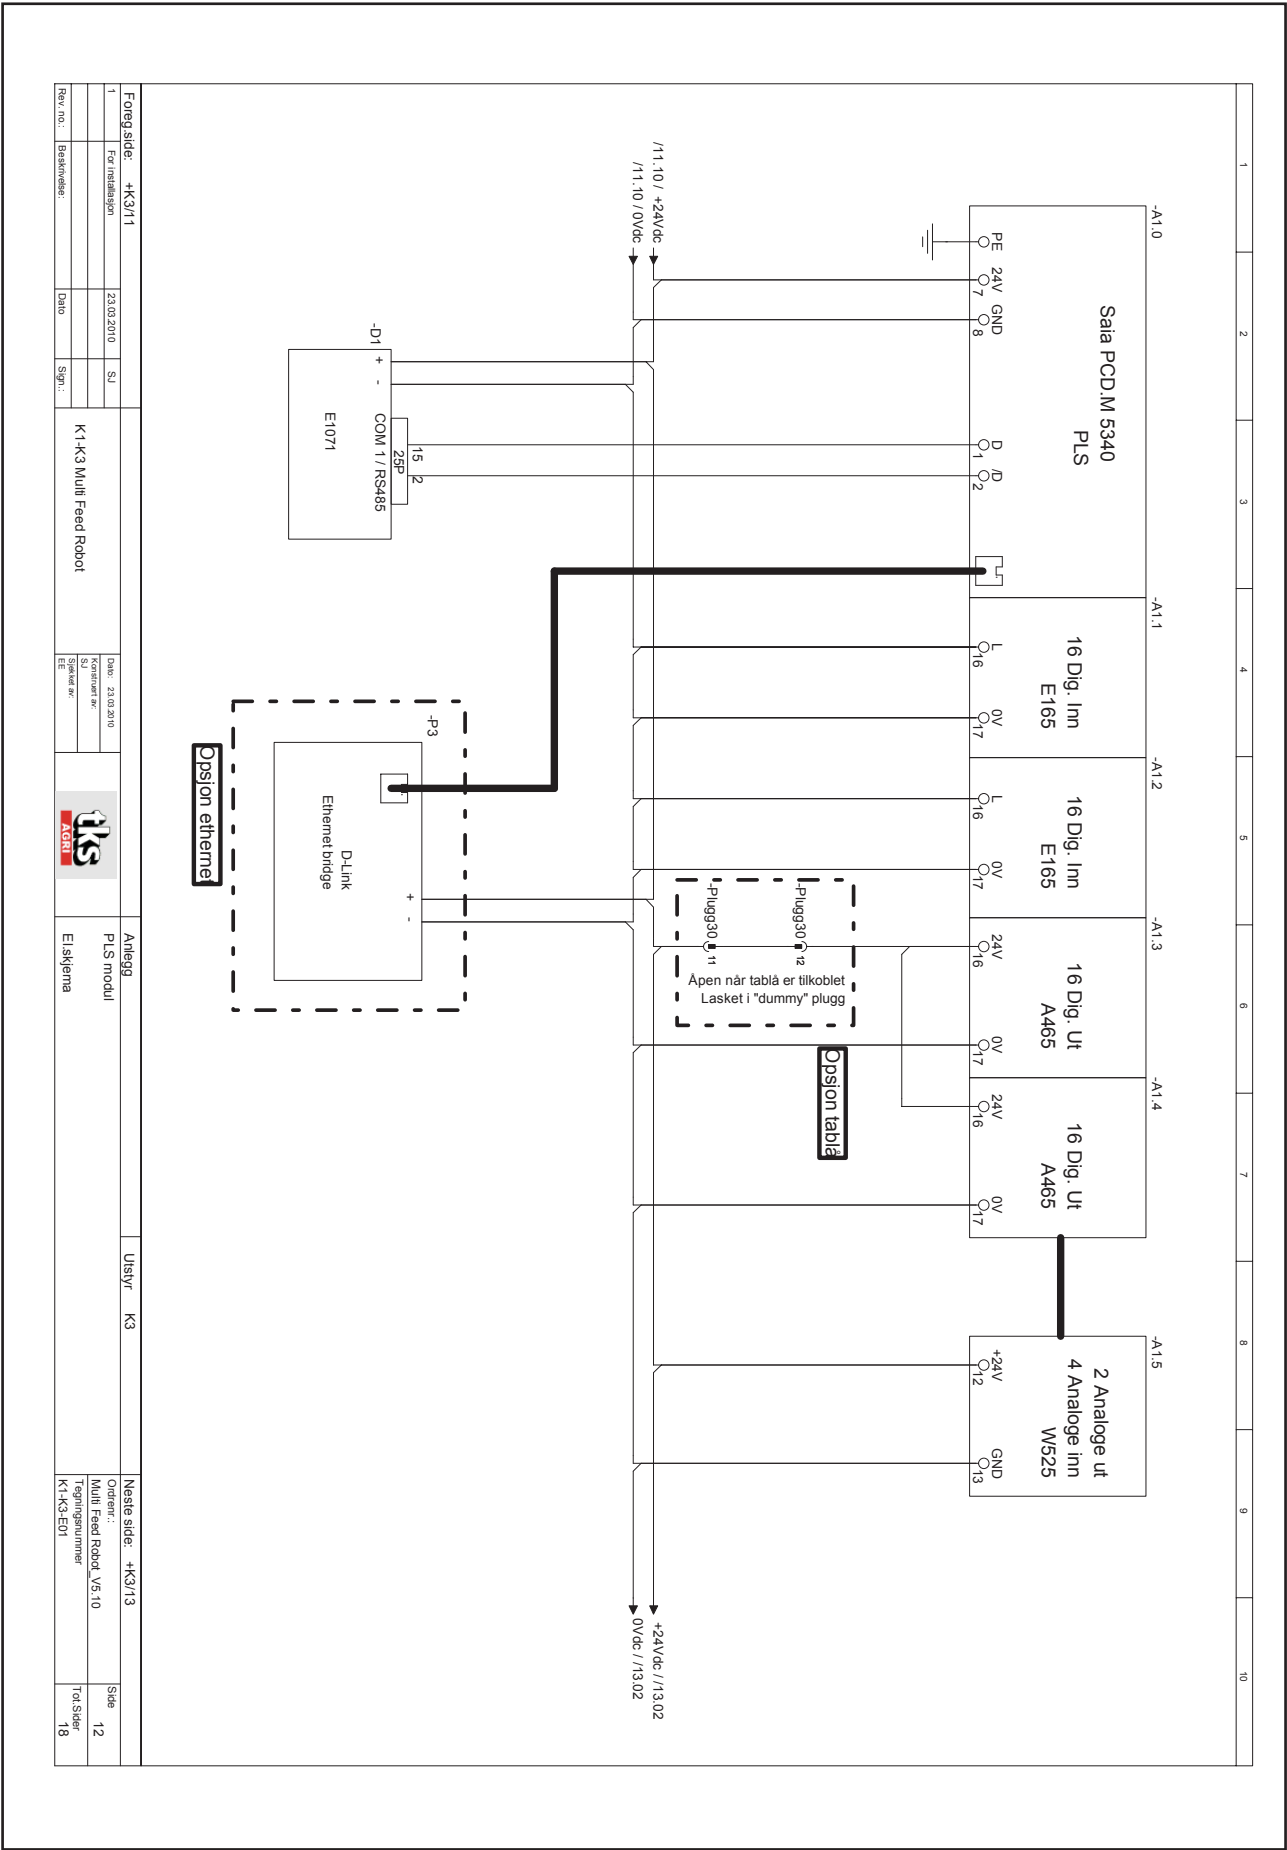 1
2
3
4
5
6
7
8
9
10
-A1.0
-A1.1
-A1.2
-A1.3
-A1.4
-A1.5
Saia PCD.M 5340
PLS
16 Dig. Inn
E165
16 Dig. Inn
E165
16 Dig. Ut
A465
16 Dig. Ut
A465
2 Analoge ut
4 Analoge inn
W525
PE
24V
7
GND
8
D
1
/D
2
L
16
0V
17
L
16
0V
17
24V
16
0V
17
24V
16
0V
17
+24V
12
GND
13
Opsjon tablå
-Plugg30
12
-Plugg30
11
Åpen når tablå er tilkoblet
Lasket i "dummy" plugg
/11.10 / +24Vdc
/11.10 / 0Vdc
+24Vdc / /13.02
0Vdc / /13.02
-D1
+
-
15
2
25P
COM 1 / RS485
E1071
-P3
+
-
D-Link
Ethernet bridge
Opsjon ethernet
Foreg.side: +K3/11
1
For installasjon
23.03.2010
SJ
Rev. no.:
Beskrivelse:
Dato
Sign.:
K1-K3 Multi Feed Robot
Dato: 23.03.2010
Konstruert av:
SJ
Sjekket av:
EE
tks
AGRI
Anlegg
PLS modul
El.skjema
Utstyr K3
Neste side: +K3/13
Ordrenr.:
Multi Feed Robot_V5.10
Tegningsnummer
K1-K3-E01
Side
12
Tot.Sider
18